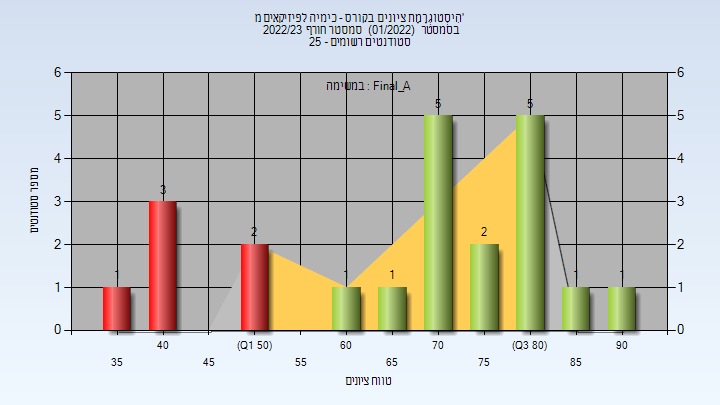 היסטוגרמת ציונים בקורס - כימיה לפיזיקאים מ'
בסמסטר (01/2022) סמסטר חורף 2022/23
סטודנטים רשומים - 25
במשימה : Final_A
מספר סטודנטים
6 6
5 5
4 4
3 3
2 2
1 1
0 0
1 3 2 1 1 5 2 5 1 1
40 (Q1 50) 60 70 (Q3 80) 90
35 45 55 65 75 85
טווח ציונים